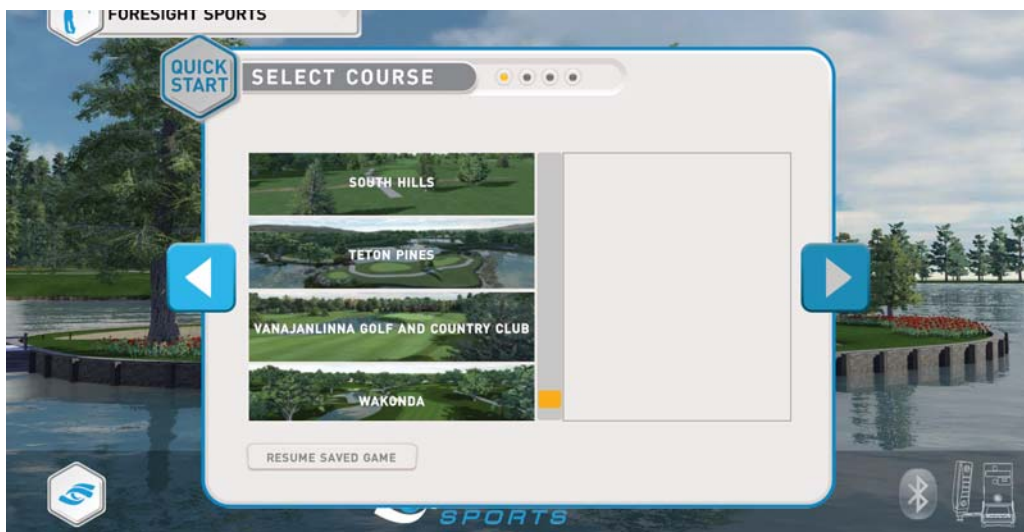 FORESIGHT SPORTS
QUICK
START
SELECT COURSE
SOUTH HILLS
TETON PINES
VANAJANLINNA GOLF AND COUNTRY CLUB
WAKONDA
RESUME SAVED GAME
SPORTS